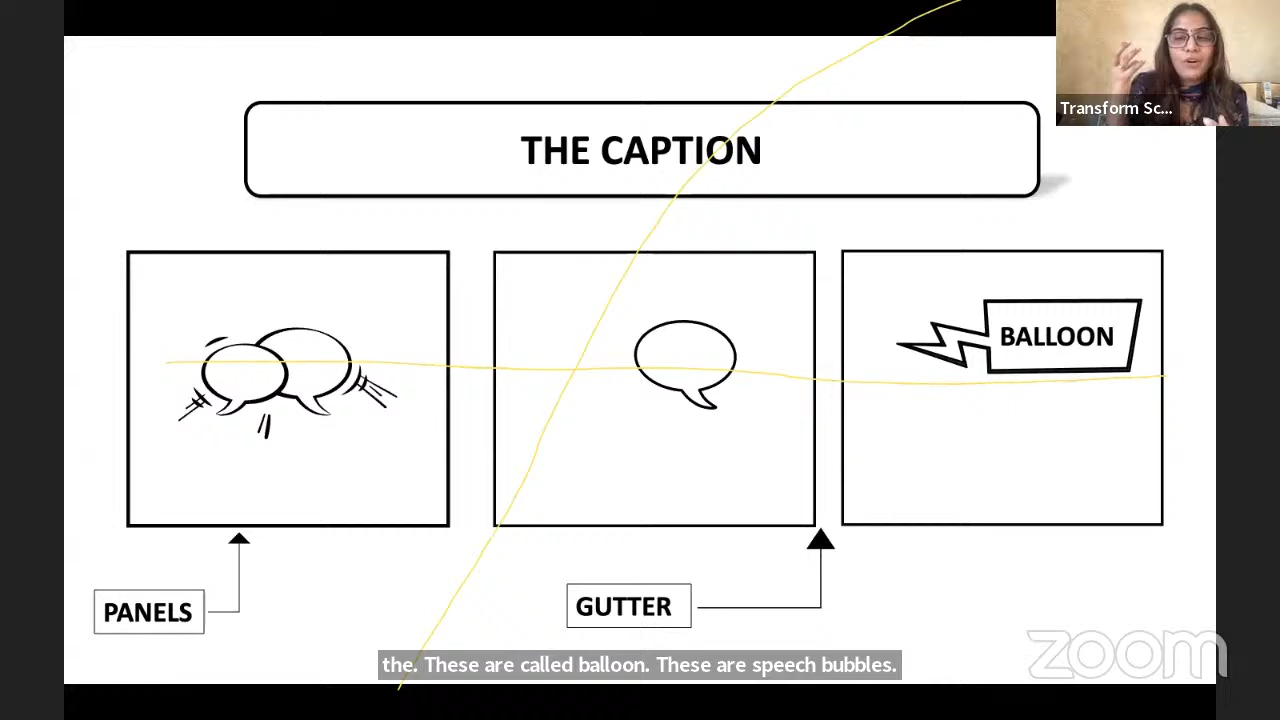 Transform Sc...
THE CAPTION
BALLOON
PANELS
GUTTER
the. These are called balloon. These are speech bubbles.
zoom